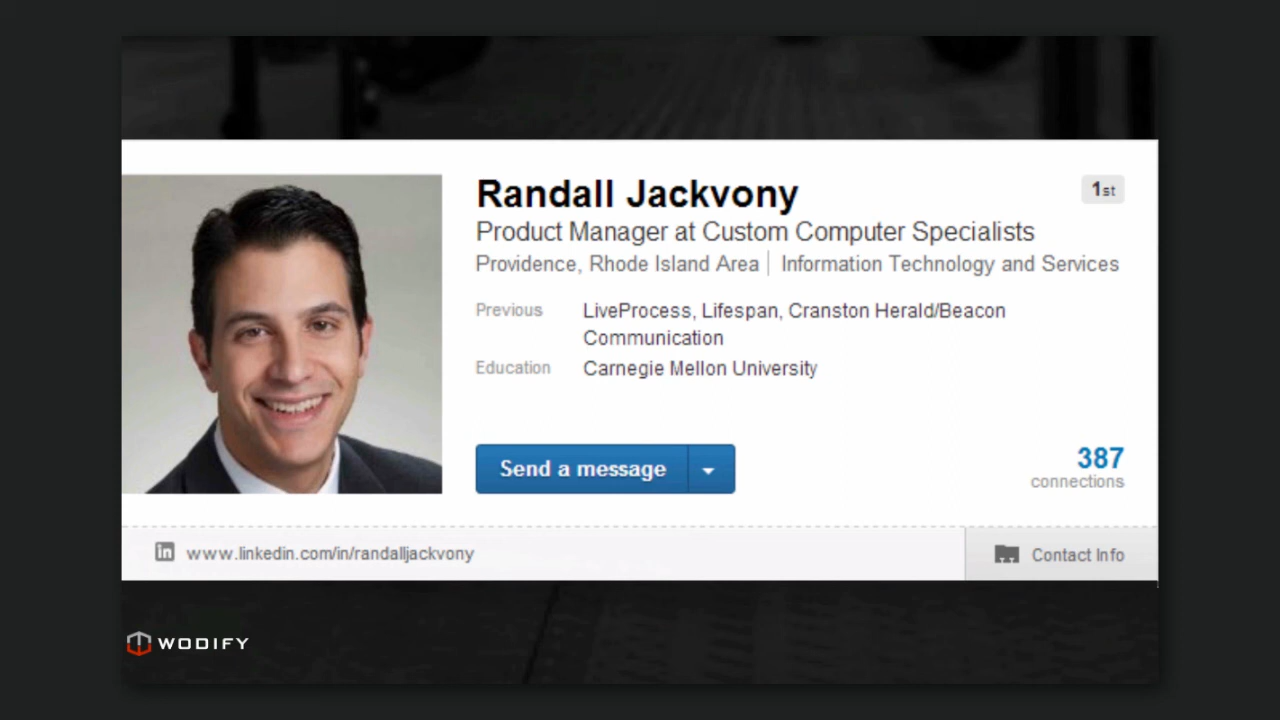 Randall Jackvony
1st
Product Manager at Custom Computer Specialists
Providence, Rhode Island Area | Information Technology and Services
Previous LiveProcess, Lifespan, Cranston Herald/Beacon
Communication
Education Carnegie Mellon University
Send a message
387
connections
in www.linkedin.com/in/randalljackvony
Contact Info
WODIFY